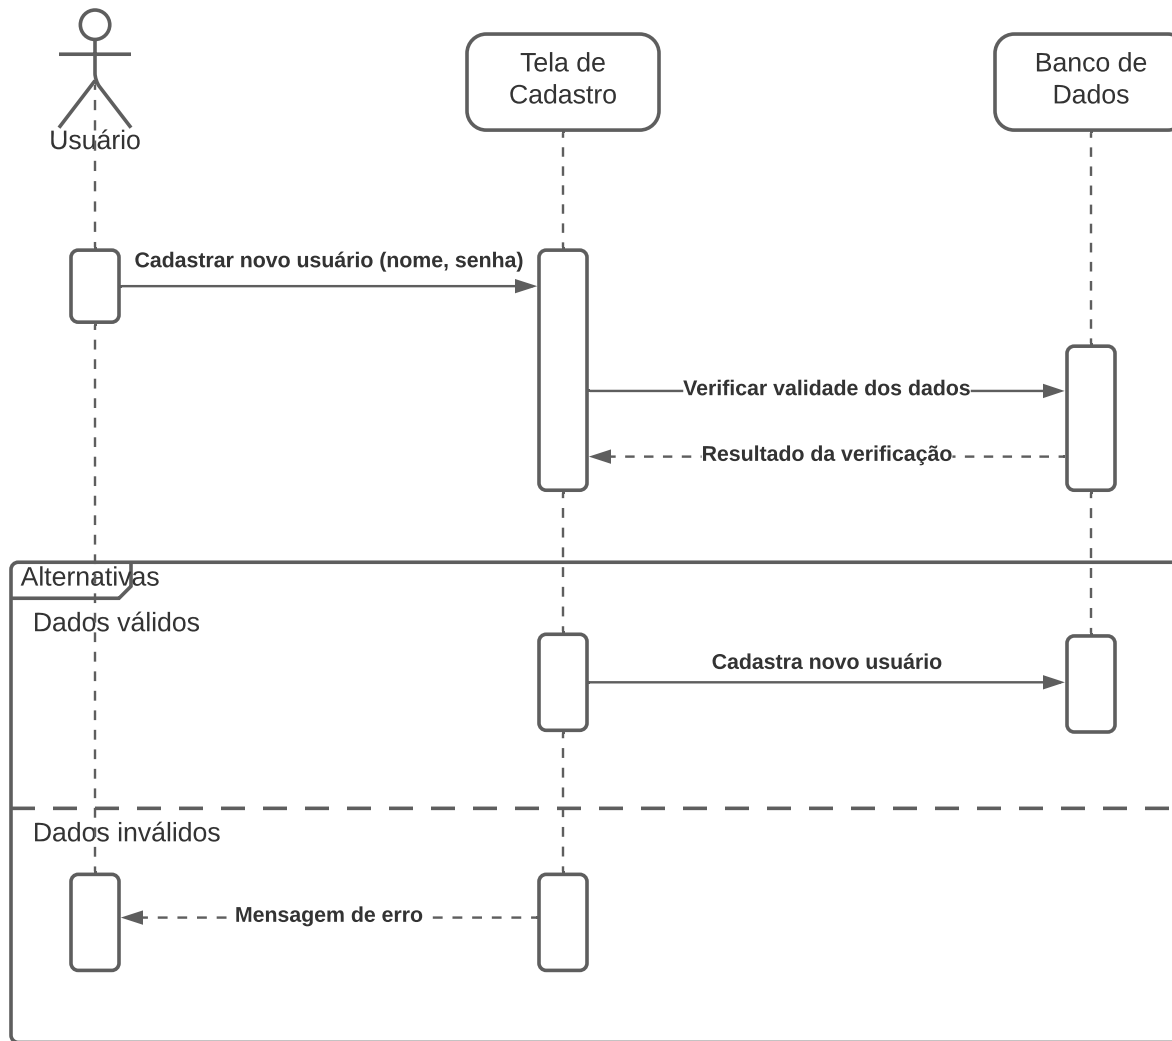 Usuário
Tela de
Cadastro
Banco de
Dados
Cadastrar novo usuário (nome, senha)
Verificar validade dos dados
Resultado da verificação
Alternativas
Dados válidos
Cadastra novo usuário
Dados inválidos
Mensagem de erro